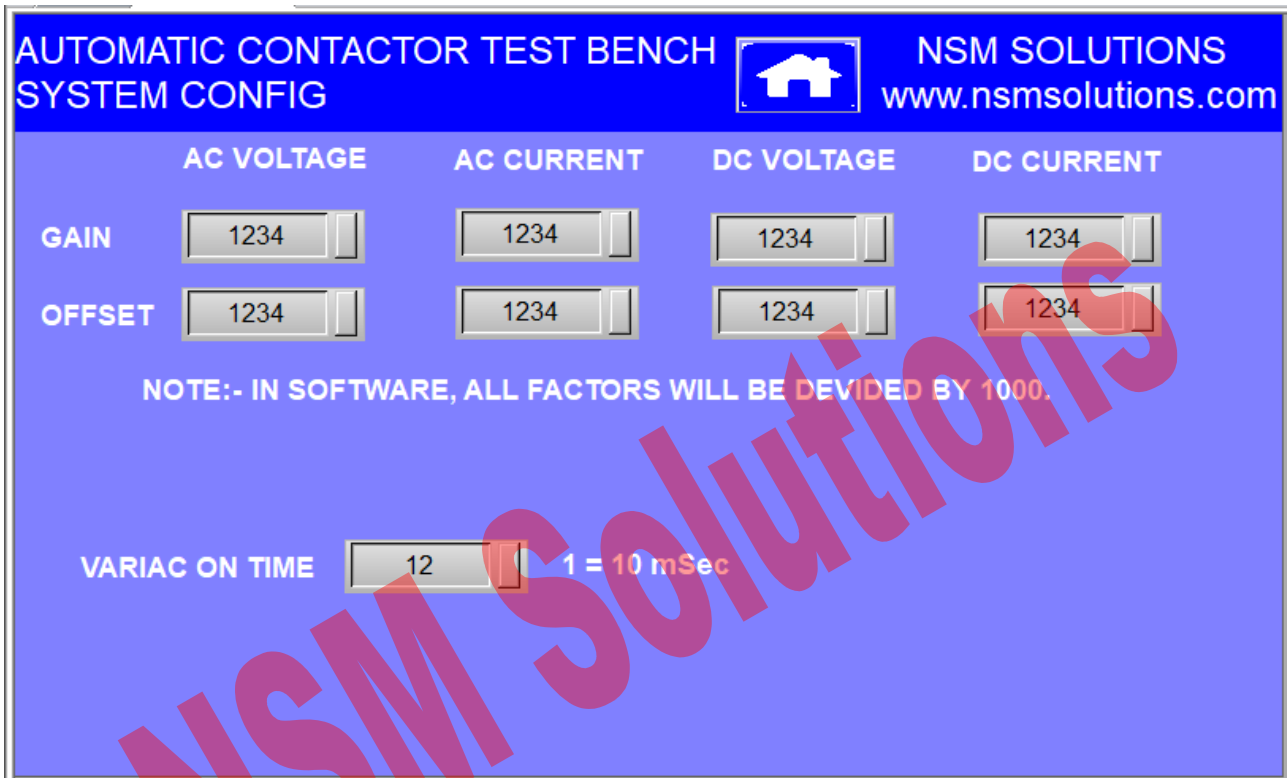 AUTOMATIC CONTACTOR TEST BENCH
SYSTEM CONFIG
NSM SOLUTIONS
www.nsmsolutions.com
AC VOLTAGE AC CURRENT DC VOLTAGE DC CURRENT
GAIN 1234 1234 1234 1234
OFFSET 1234 1234 1234 1234
NOTE:- IN SOFTWARE, ALL FACTORS WILL BE DEVIDED BY 1000.
VARIAC ON TIME 12 1 = 10 mSec
NSM Solutions